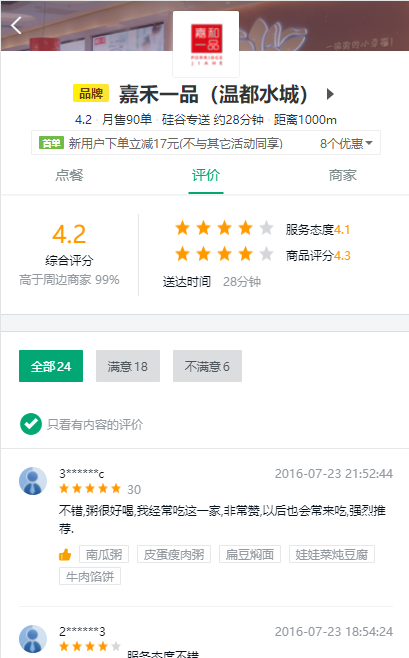 嘉和
一品
PORRIDGE
JIAHE
品牌 嘉禾一品（温都水城）
4.2 月售90单 · 硅谷专送 约28分钟 · 距离1000m
首单 新用户下单立减17元(不与其它活动同享) 8个优惠
点餐 评价 商家
4.2
综合评分
高于周边商家 99%
服务态度4.1
商品评分4.3
送达时间 28分钟
全部24 满意18 不满意6
只看有内容的评价
3******c 2016-07-23 21:52:44
30
不错,粥很好喝,我经常吃这一家,非常赞,以后也会常来吃,强烈推
荐.
南瓜粥 皮蛋瘦肉粥 扁豆焖面 娃娃菜炖豆腐
牛肉馅饼
2******3 2016-07-23 18:54:24
服务态度不错